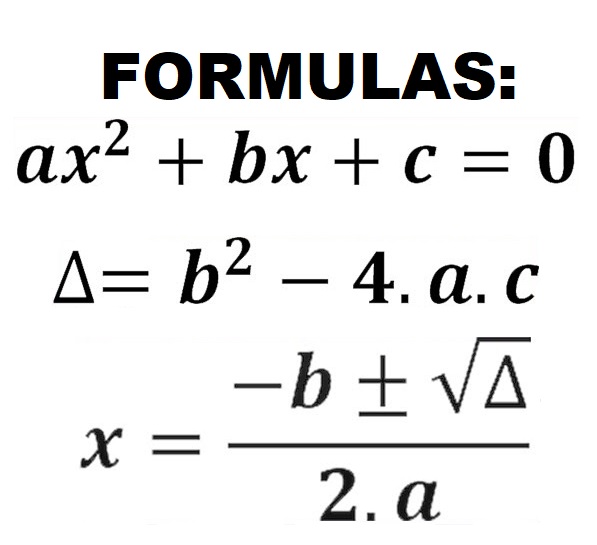 FORMULAS:
ax² + bx + c = 0
Δ= b² − 4. a. c
x = −b ± √Δ / 2. a